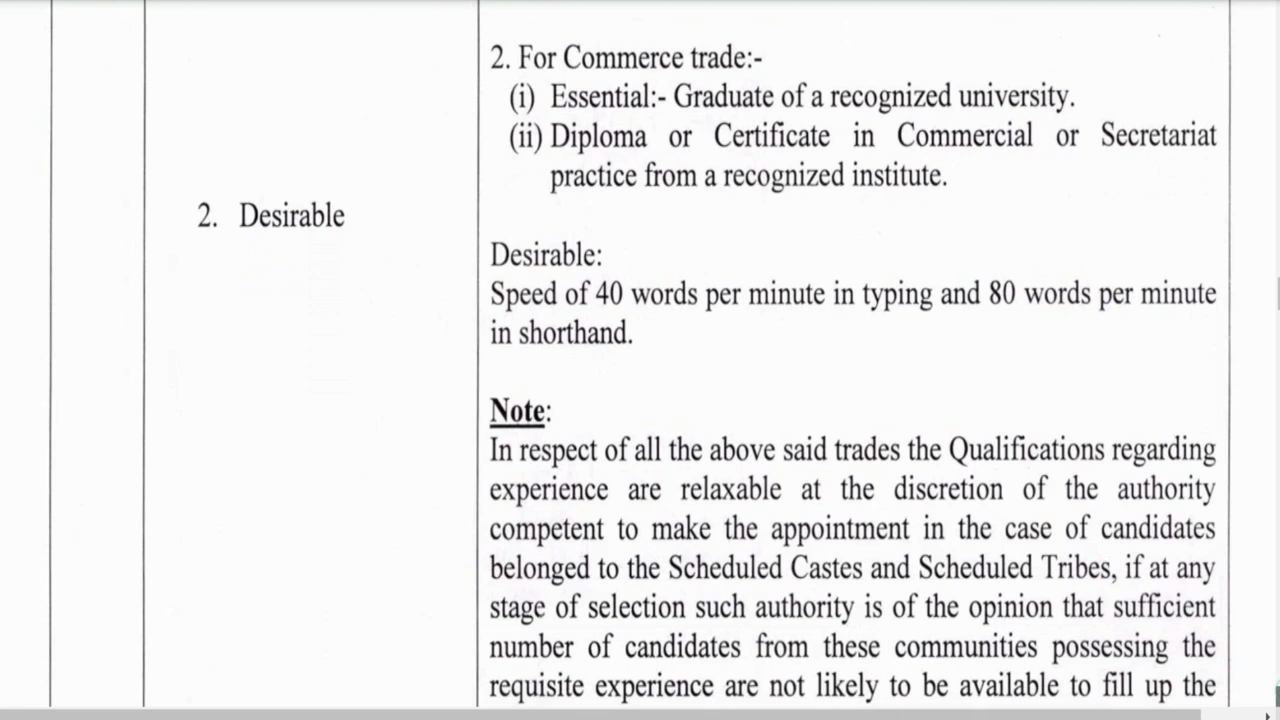 2. For Commerce trade:-
(i) Essential:- Graduate of a recognized university.
(ii) Diploma or Certificate in Commercial or Secretariat
practice from a recognized institute.
2. Desirable
Desirable:
Speed of 40 words per minute in typing and 80 words per minute
in shorthand.
Note:
In respect of all the above said trades the Qualifications regarding
experience are relaxable at the discretion of the authority
competent to make the appointment in the case of candidates
belonged to the Scheduled Castes and Scheduled Tribes, if at any
stage of selection such authority is of the opinion that sufficient
number of candidates from these communities possessing the
requisite experience are not likely to be available to fill up the